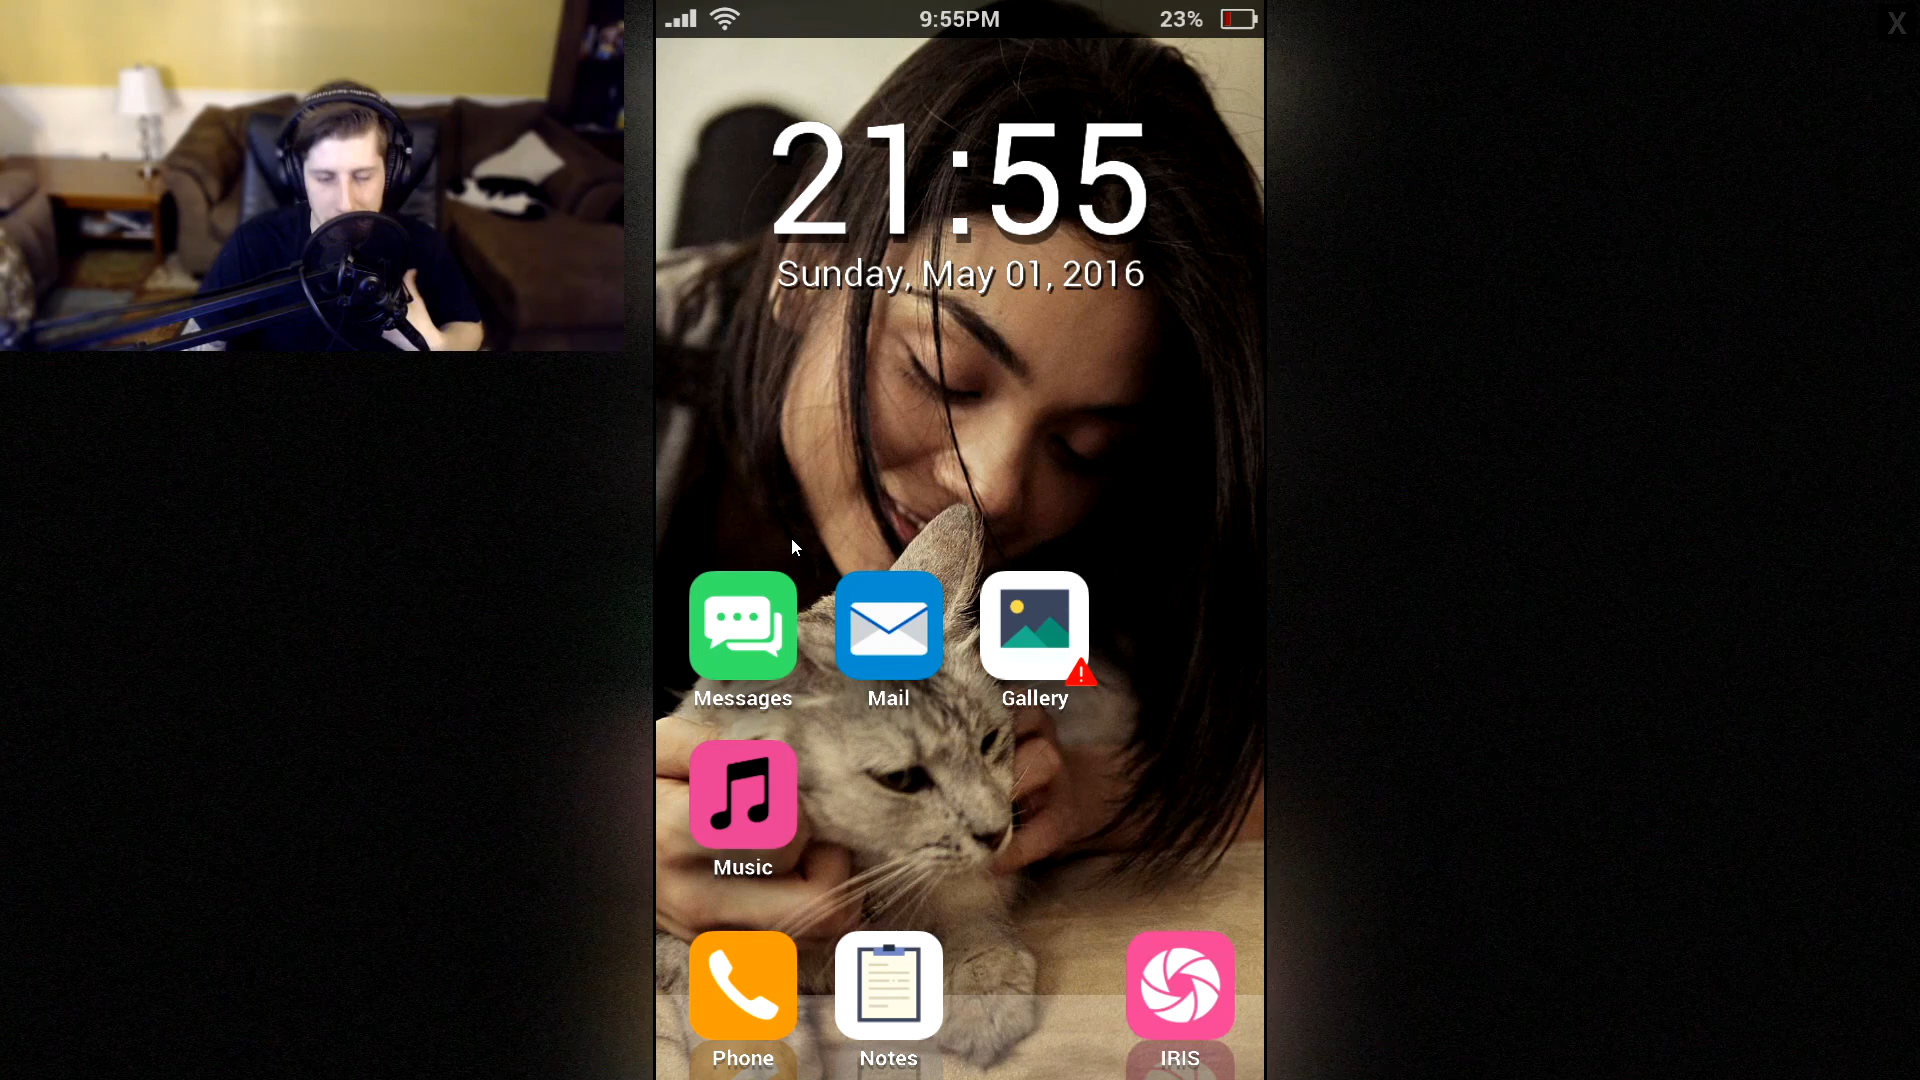 9:55PM
23%
X
21:55
Sunday, May 01, 2016
Messages
Mail
Gallery
Music
Phone
Notes
IRIS